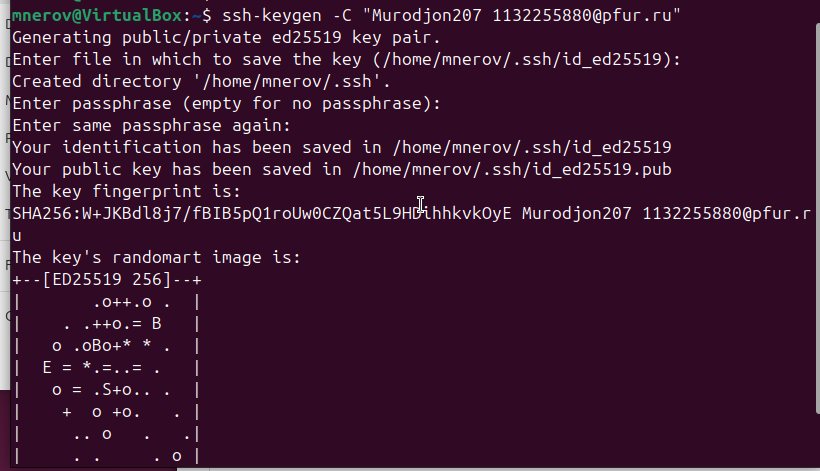 mnerov@VirtualBox:~$ ssh-keygen -C "Murodjon207 1132255880@pfur.ru"
Generating public/private ed25519 key pair.
Enter file in which to save the key (/home/mnerov/.ssh/id_ed25519):
Created directory '/home/mnerov/.ssh'.
Enter passphrase (empty for no passphrase):
Enter same passphrase again:
Your identification has been saved in /home/mnerov/.ssh/id_ed25519
Your public key has been saved in /home/mnerov/.ssh/id_ed25519.pub
The key fingerprint is:
Murodjon207 1132255880@pfur.r
u
The key's randomart image is:
+--[ED25519 256]--+
|       .o++.o .  |
|    . .++o.= B   |
|   o .oBo+* * .  |
|  E = *.=..= .   |
|   o = .S+o.. .  |
|    +  o +o.   . |
|     .. o   .   .|
|     . .     . o |